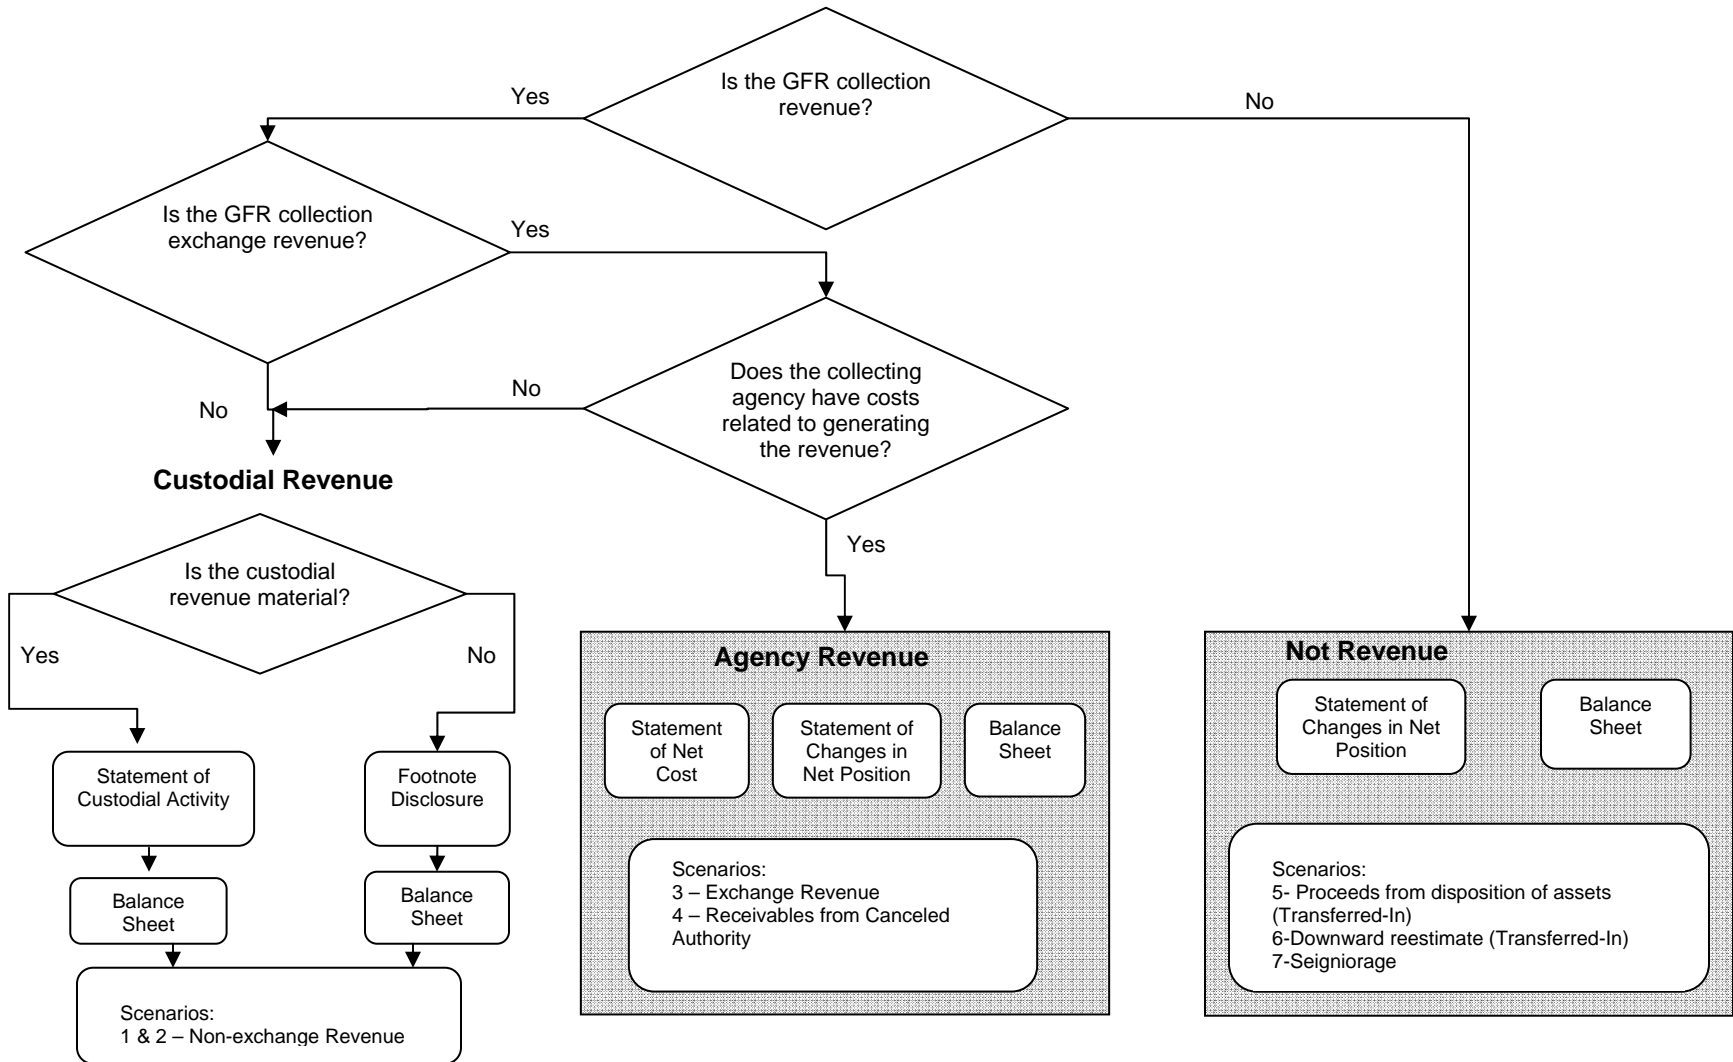 Is the GFR collection
revenue?
Yes
No
Is the GFR collection
exchange revenue?
Yes
Does the collecting
agency have costs
related to generating
the revenue?
No
No
Yes
Custodial Revenue
Is the custodial
revenue material?
Yes
No
Statement of
Custodial Activity
Footnote
Disclosure
Balance
Sheet
Balance
Sheet
Scenarios:
1 & 2 – Non-exchange Revenue
Agency Revenue
Statement
of Net
Cost
Statement of
Changes in
Net Position
Balance
Sheet
Scenarios:
3 – Exchange Revenue
4 – Receivables from Canceled
Authority
Not Revenue
Statement of
Changes in Net
Position
Balance
Sheet
Scenarios:
5- Proceeds from disposition of assets
(Transferred-In)
6-Downward reestimate (Transferred-In)
7-Seigniorage